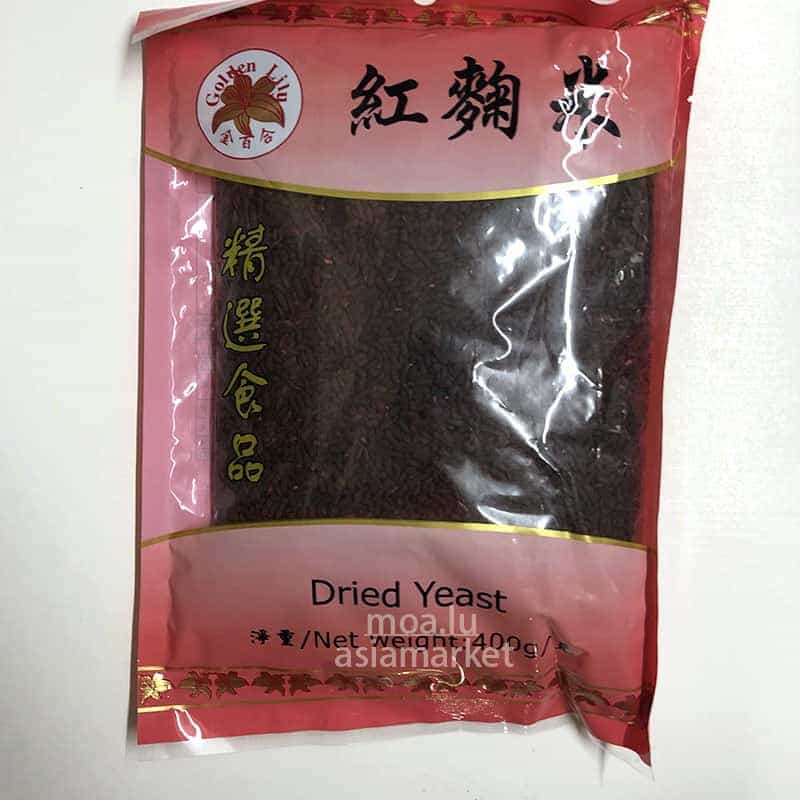 Golden Lily
金百合
紅麴米
精選食品
Dried Yeast
淨重/Net weight:400g/
moa.lu
asiamarket